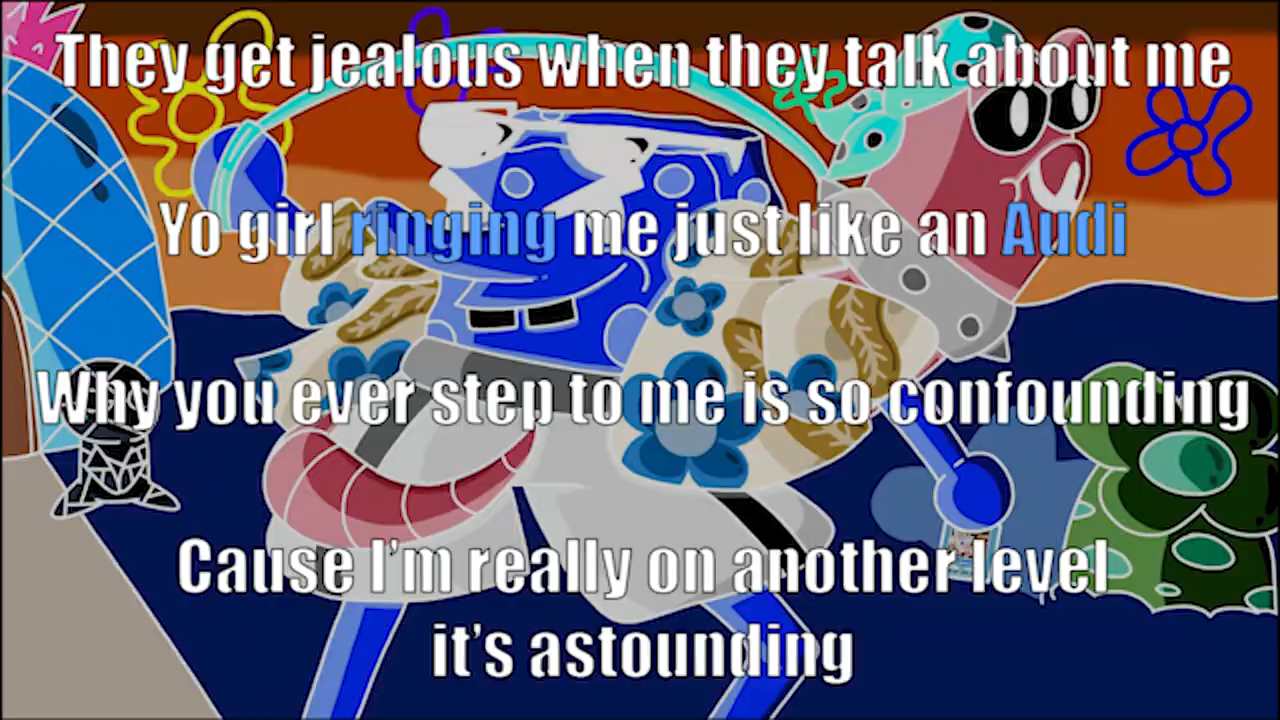 They get jealous when they talk about me
Yo girl ringing me just like an Audi
Why you ever step to me is so confounding
Cause I'm really on another level
it's astounding